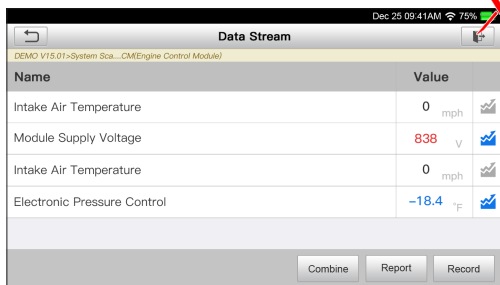 Dec 25 09:41AM 75%
Data Stream
DEMO V15.01>System Sca....CM(Engine Control Module)
Name Value
Intake Air Temperature 0 mph
Module Supply Voltage 838 V
Intake Air Temperature 0 mph
Electronic Pressure Control -18.4 °F
Combine Report Record